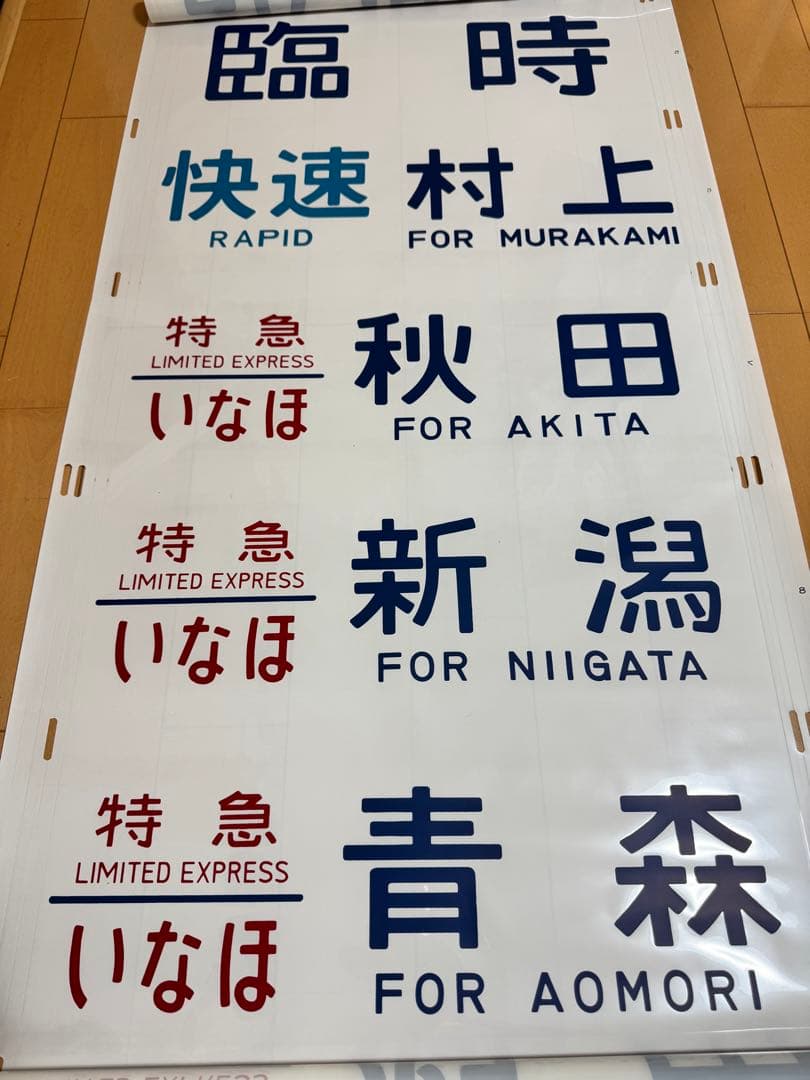 臨時
快速 村上
RAPID FOR MURAKAMI
特急 秋田
LIMITED EXPRESS
いなほ FOR AKITA
特急 新潟
LIMITED EXPRESS
いなほ FOR NIIGATA
8
特急 青森
LIMITED EXPRESS
いなほ FOR AOMORI